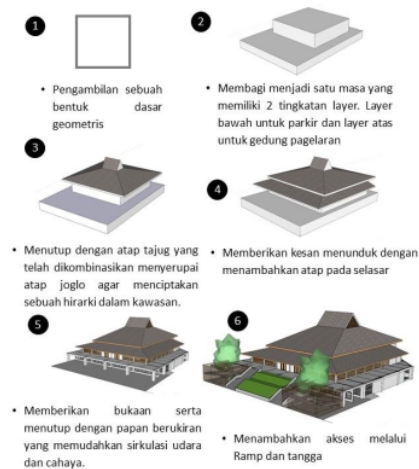 1
• Pengambilan sebuah
bentuk dasar
geometris
2
• Membagi menjadi satu masa yang
memiliki 2 tingkatan layer. Layer
bawah untuk parkir dan layer atas
untuk gedung pagelaran
3
• Menutup dengan atap tajug yang
telah dikombinasikan menyerupai
atap joglo agar menciptakan
sebuah hirarki dalam kawasan.
4
• Memberikan kesan menunduk dengan
menambahkan atap pada selasar
5
• Memberikan bukaan serta
menutup dengan papan berukiran
yang memudahkan sirkulasi udara
dan cahaya.
6
• Menambahkan akses melalui
Ramp dan tangga